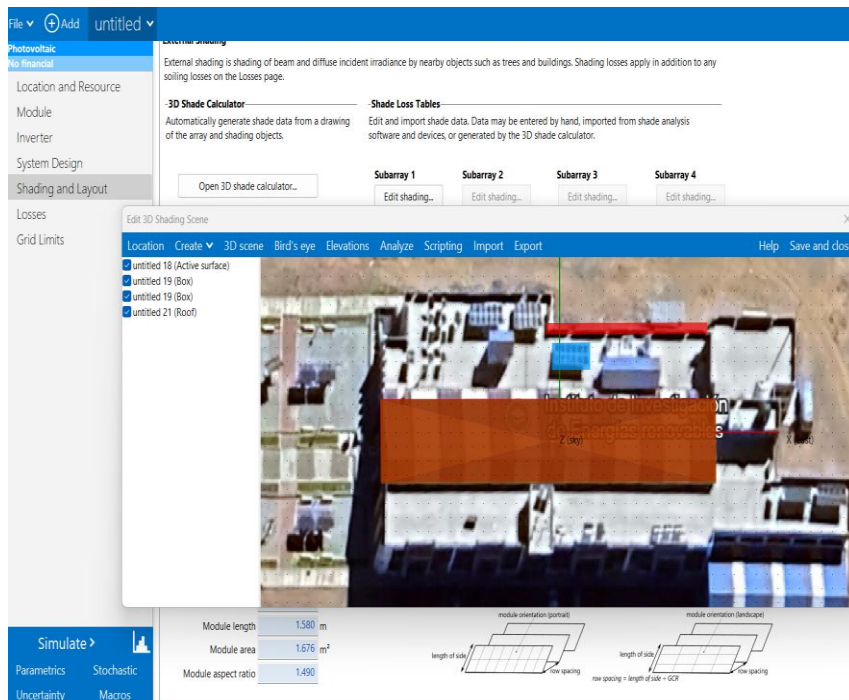 File Add untitled
Photovoltaic
No financial
Location and Resource
Module
Inverter
System Design
Shading and Layout
Losses
Grid Limits
External Shading
External shading is shading of beam and diffuse incident irradiance by nearby objects such as trees and buildings. Shading losses apply in addition to any
soiling losses on the Losses page.
3D Shade Calculator
Automatically generate shade data from a drawing
of the array and shading objects.
Open 3D shade calculator...
Shade Loss Tables
Edit and import shade data. Data may be entered by hand, imported from shade analysis
software and devices, or generated by the 3D shade calculator.
Subarray 1 Subarray 2 Subarray 3 Subarray 4
Edit shading... Edit shading... Edit shading... Edit shading...
Edit 3D Shading Scene
Location Create 3D scene Bird's eye Elevations Analyze Scripting Import Export Help Save and clos
untitled 18 (Active surface)
untitled 19 (Box)
untitled 19 (Box)
untitled 21 (Roof)
Instituto de Investigación
de Energías renovables
Z (sky)
X (east)
Module length 1.580 m
Module area 1.676 m²
Module aspect ratio 1.490
module orientation (portrait) module orientation (landscape)
length of side length of side
row spacing row spacing
row spacing = length of side ÷ GCR
Simulate >
Parametrics Stochastic
Uncertainty Macros